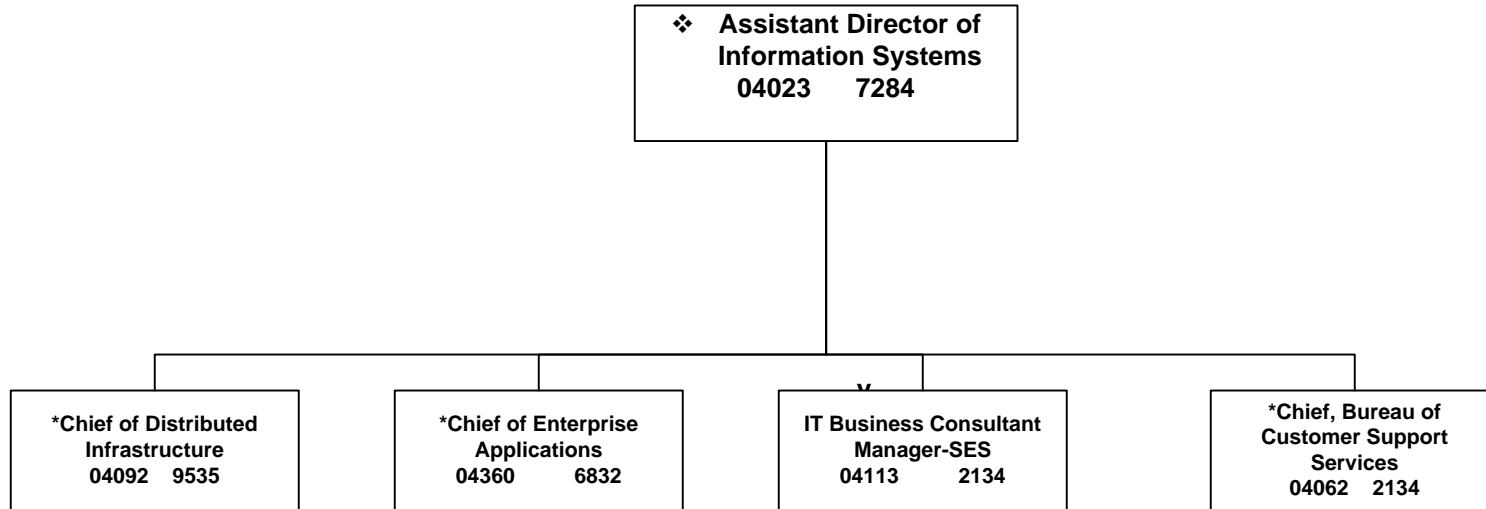 ❖ Assistant Director of
Information Systems
04023 7284
*Chief of Distributed
Infrastructure
04092 9535
*Chief of Enterprise
Applications
04360 6832
IT Business Consultant
Manager-SES
04113 2134
*Chief, Bureau of
Customer Support
Services
04062 2134